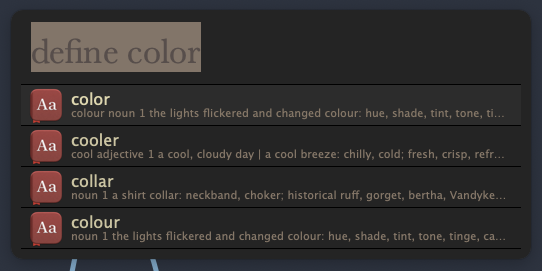 define color
Aa
color
colour noun 1 the lights flickered and changed colour: hue, shade, tint, tone, ti…
Aa
cooler
cool adjective 1 a cool, cloudy day | a cool breeze: chilly, cold; fresh, crisp, refr…
Aa
collar
noun 1 a shirt collar: neckband, choker; historical ruff, gorget, bertha, Vandyke…
Aa
colour
noun 1 the lights flickered and changed colour: hue, shade, tint, tone, tinge, ca…